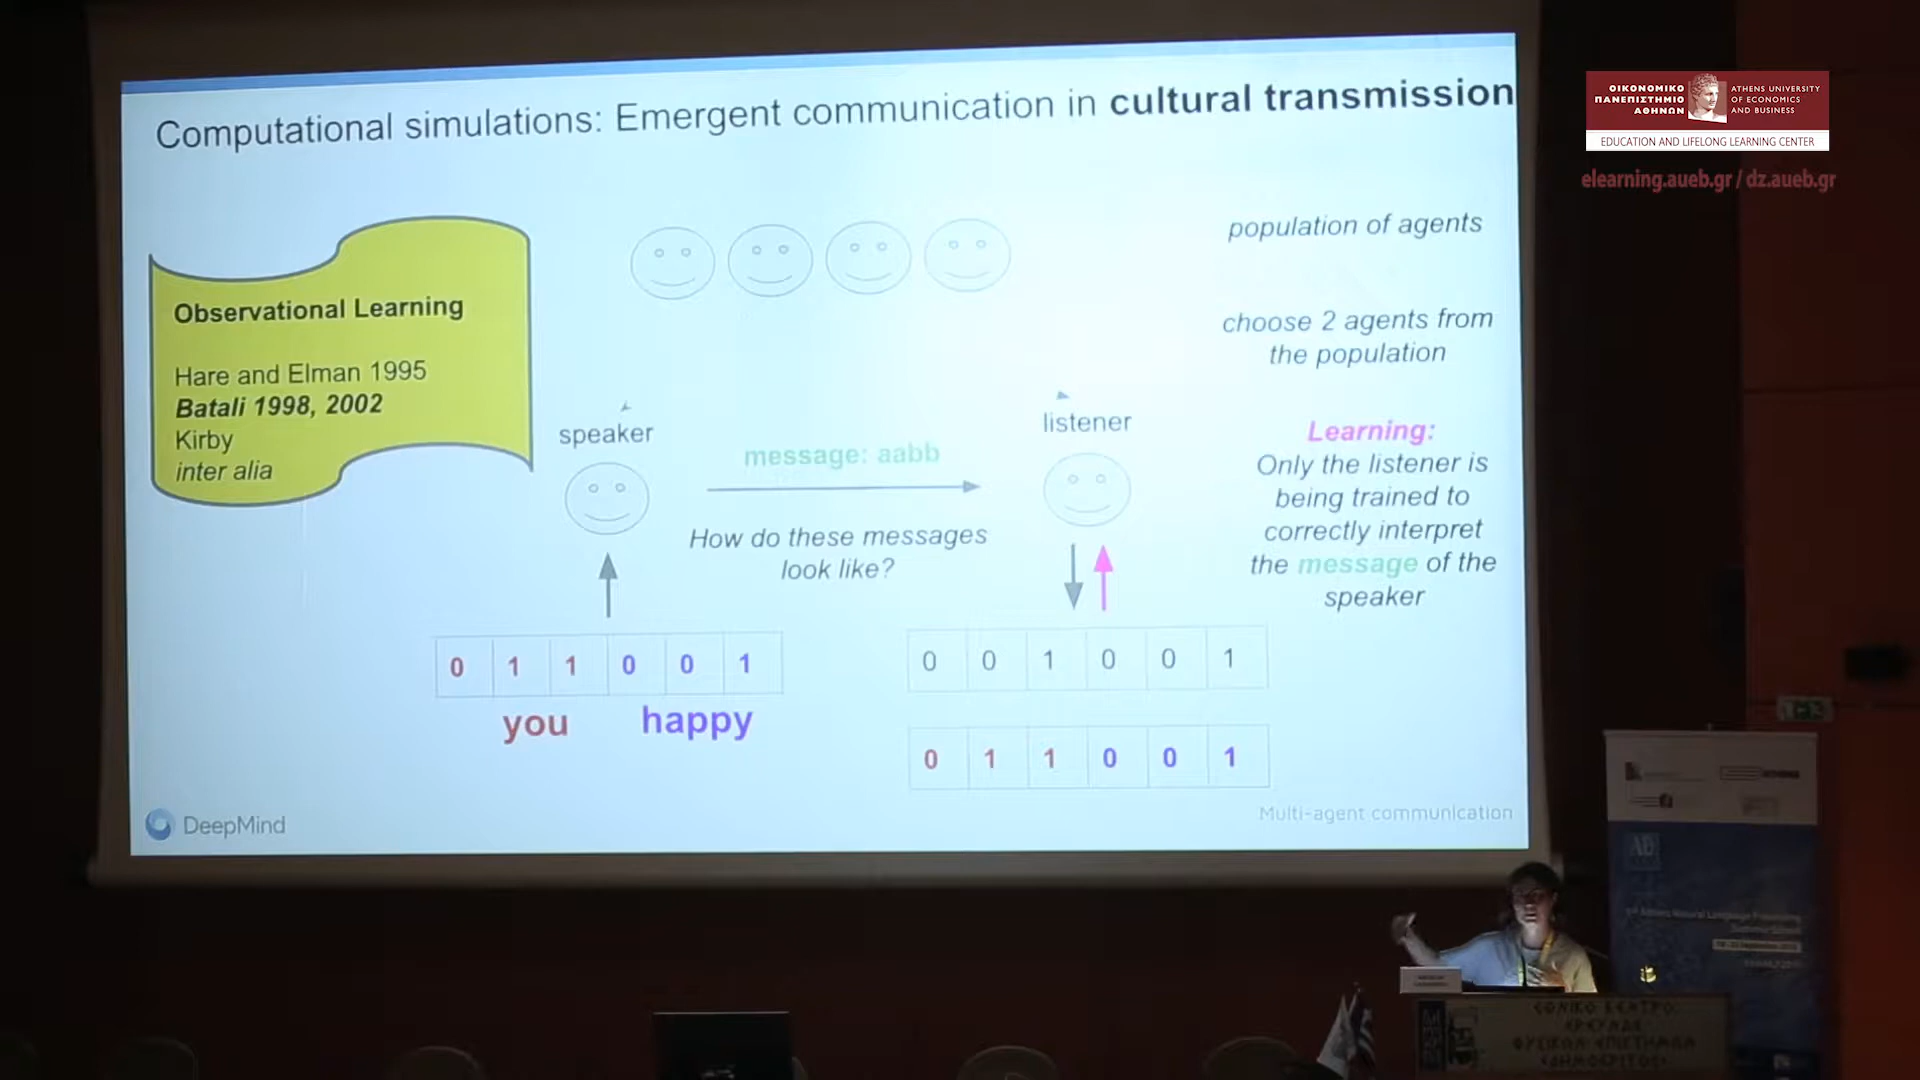 Computational simulations: Emergent communication in cultural transmission
ΟΙΚΟΝΟΜΙΚΟ
ΠΑΝΕΠΙΣΤΗΜΙΟ
ΑΘΗΝΩΝ
ATHENS UNIVERSITY
OF ECONOMICS
AND BUSINESS
EDUCATION AND LIFELONG LEARNING CENTER
elearning.aueb.gr / dz.aueb.gr
Observational Learning
Hare and Elman 1995
Batali 1998, 2002
Kirby
inter alia
population of agents
choose 2 agents from
the population
speaker
message: aabb
listener
How do these messages
look like?
Learning:
Only the listener is
being trained to
correctly interpret
the message of the
speaker
0 1 1 0 0 1
you happy
0 0 1 0 0 1
0 1 1 0 0 1
DeepMind
Multi-agent communication